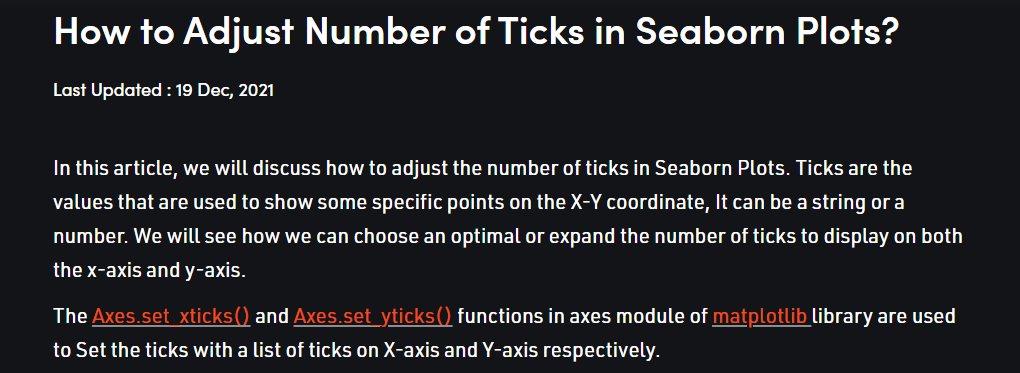 How to Adjust Number of Ticks in Seaborn Plots?
Last Updated : 19 Dec, 2021
In this article, we will discuss how to adjust the number of ticks in Seaborn Plots. Ticks are the
values that are used to show some specific points on the X-Y coordinate, It can be a string or a
number. We will see how we can choose an optimal or expand the number of ticks to display on both
the x-axis and y-axis.
The Axes.set_xticks() and Axes.set_yticks() functions in axes module of matplotlib library are used
to Set the ticks with a list of ticks on X-axis and Y-axis respectively.